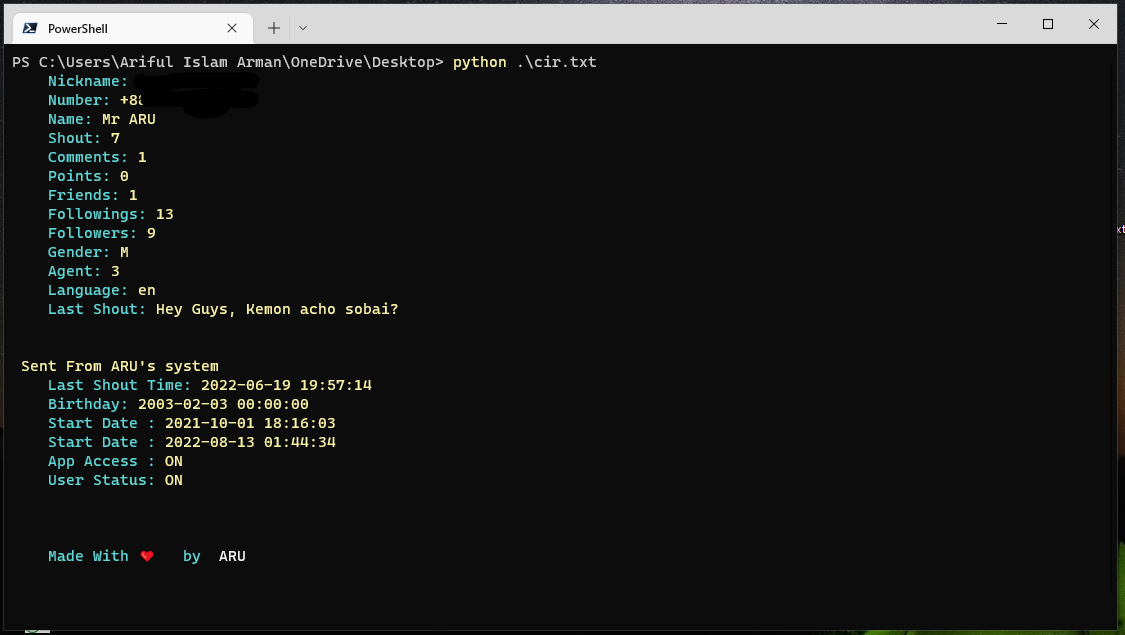 PowerShell
PS C:\Users\Ariful Islam Arman\OneDrive\Desktop> python .\cir.txt
Nickname:
Number: +88
Name: Mr ARU
Shout: 7
Comments: 1
Points: 0
Friends: 1
Followings: 13
Followers: 9
Gender: M
Agent: 3
Language: en
Last Shout: Hey Guys, Kemon acho sobai?
Sent From ARU's system
Last Shout Time: 2022-06-19 19:57:14
Birthday: 2003-02-03 00:00:00
Start Date : 2021-10-01 18:16:03
Start Date : 2022-08-13 01:44:34
App Access : ON
User Status: ON
Made With ❤ by ARU